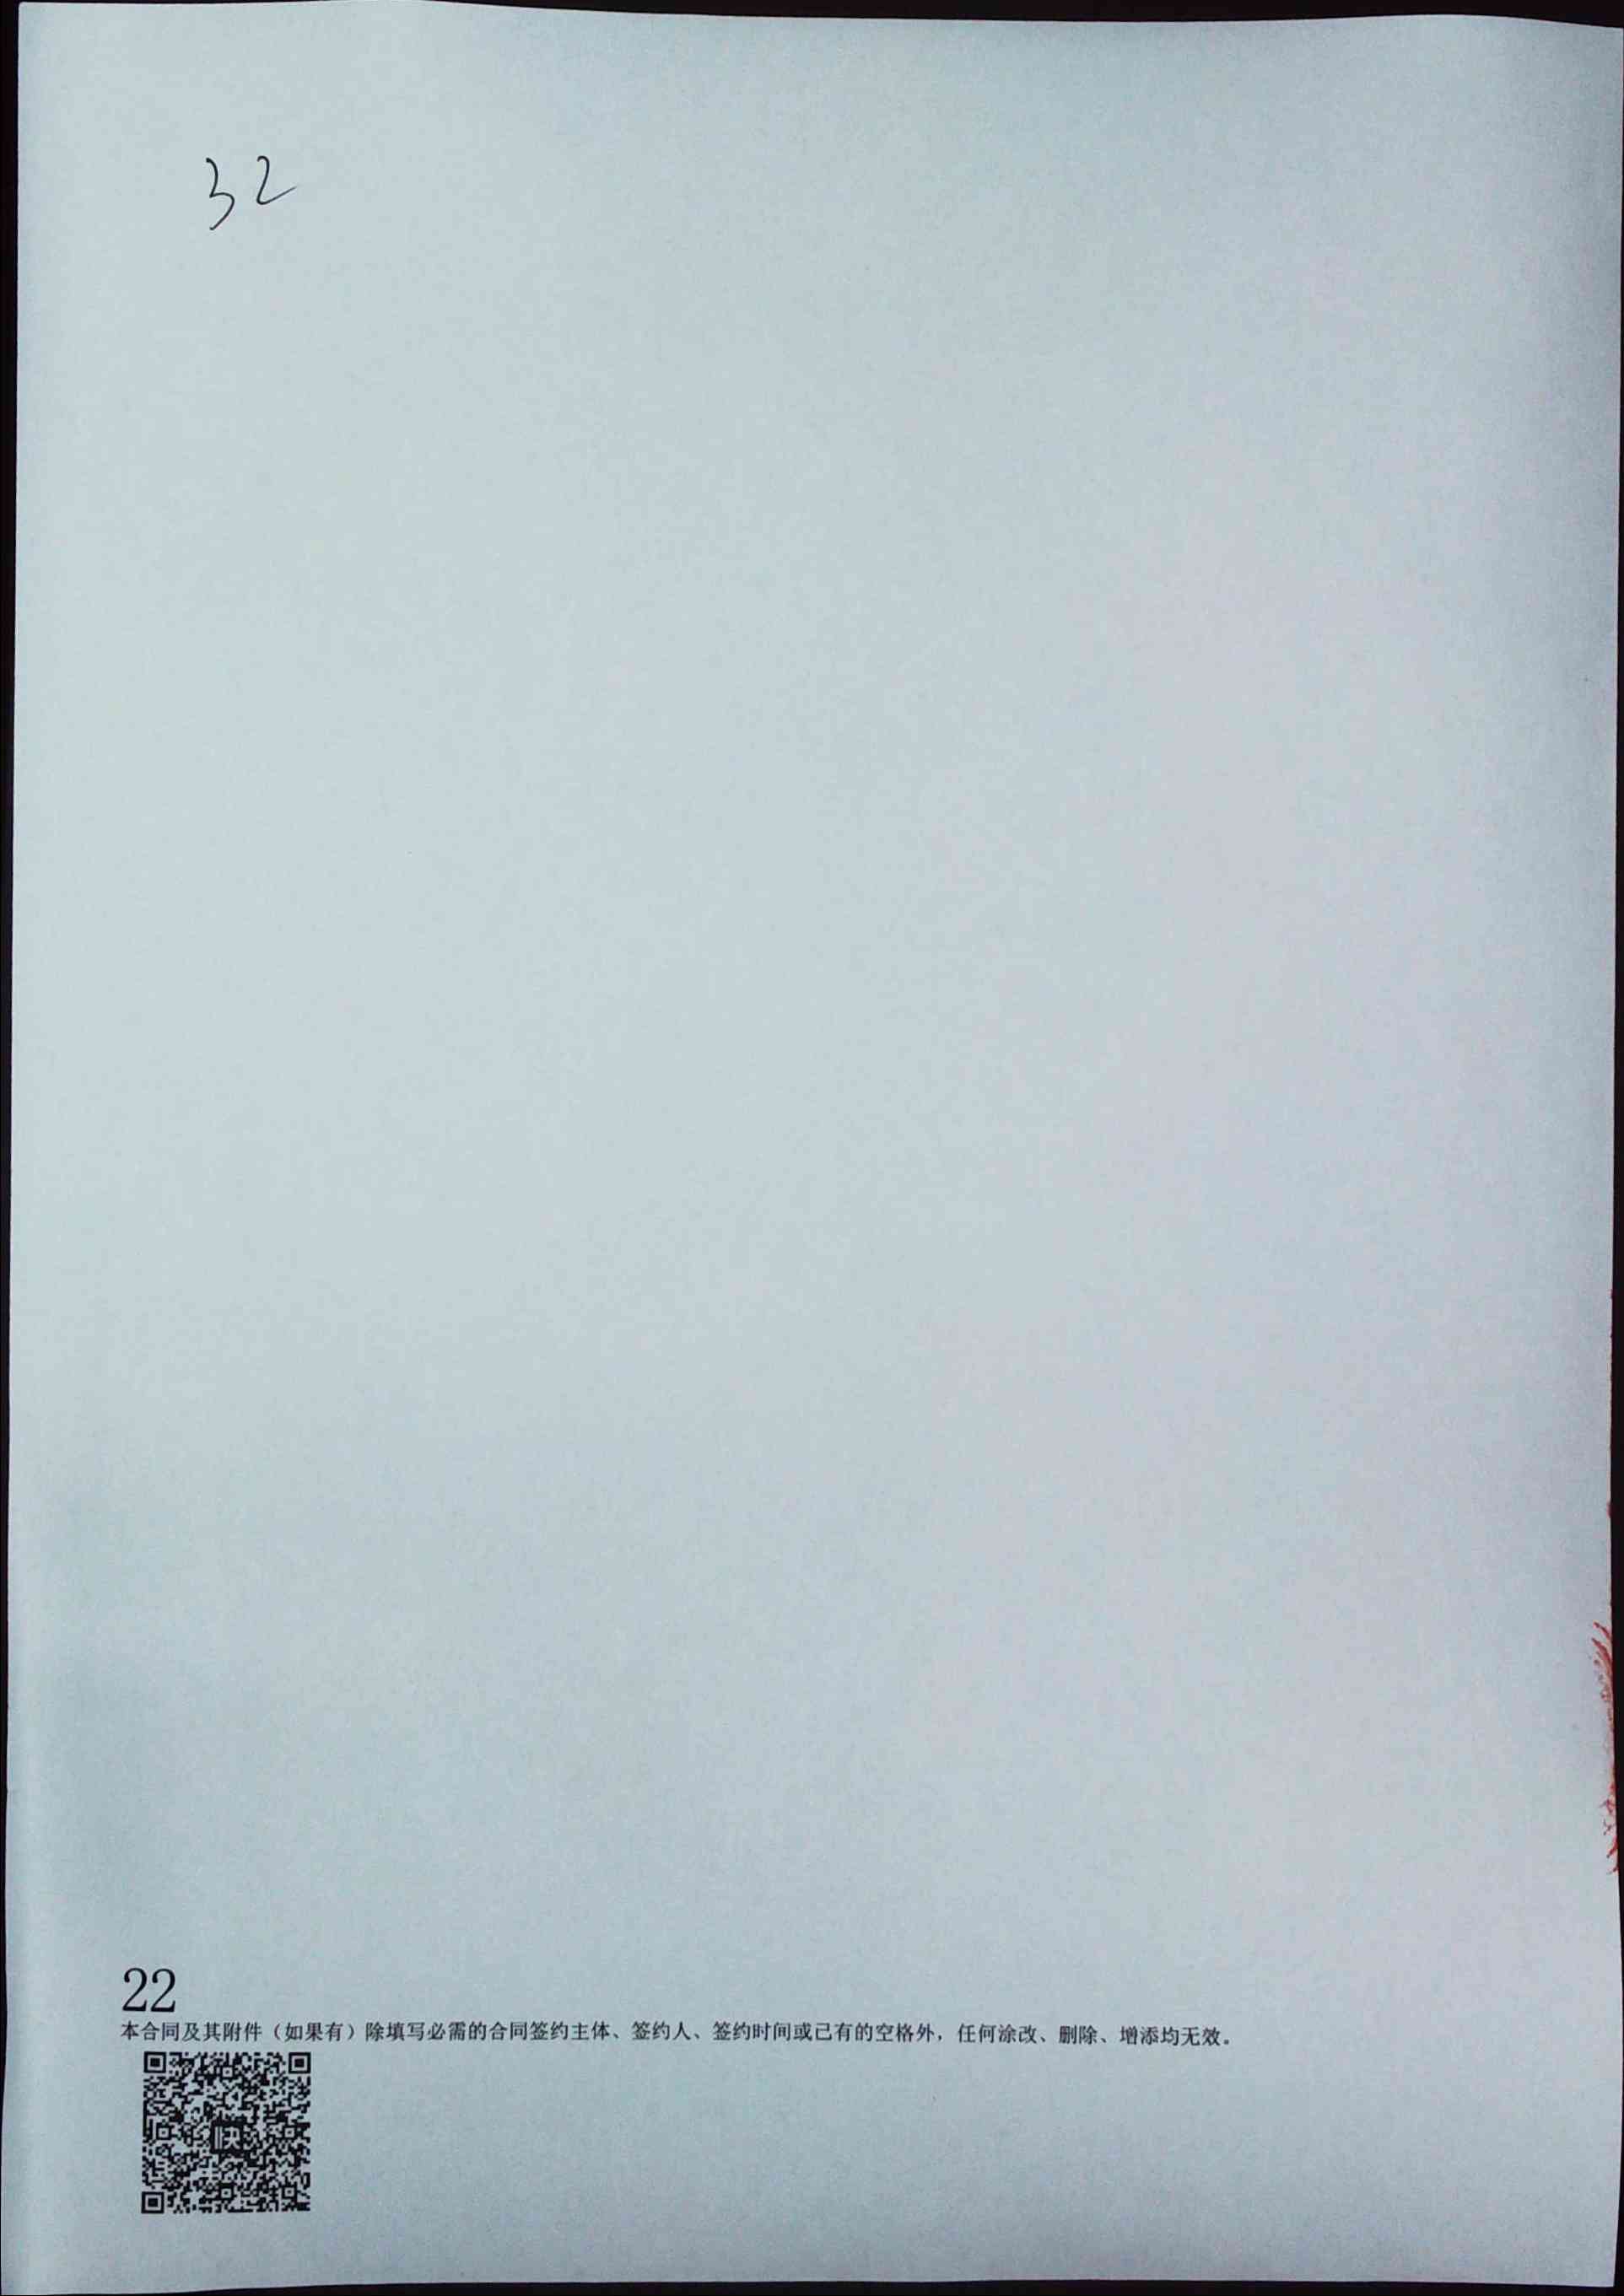 32
22
本合同及其附件（如果有）除填写必需的合同签约主体、签约人、签约时间或已有的空格外，任何涂改、删除、增添均无效。
快